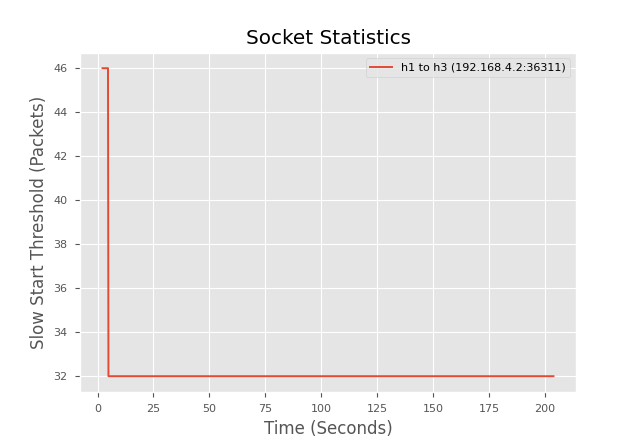 Socket Statistics
h1 to h3 (192.168.4.2:36311)
Slow Start Threshold (Packets)
46
44
42
40
38
36
34
32
0 25 50 75 100 125 150 175 200
Time (Seconds)